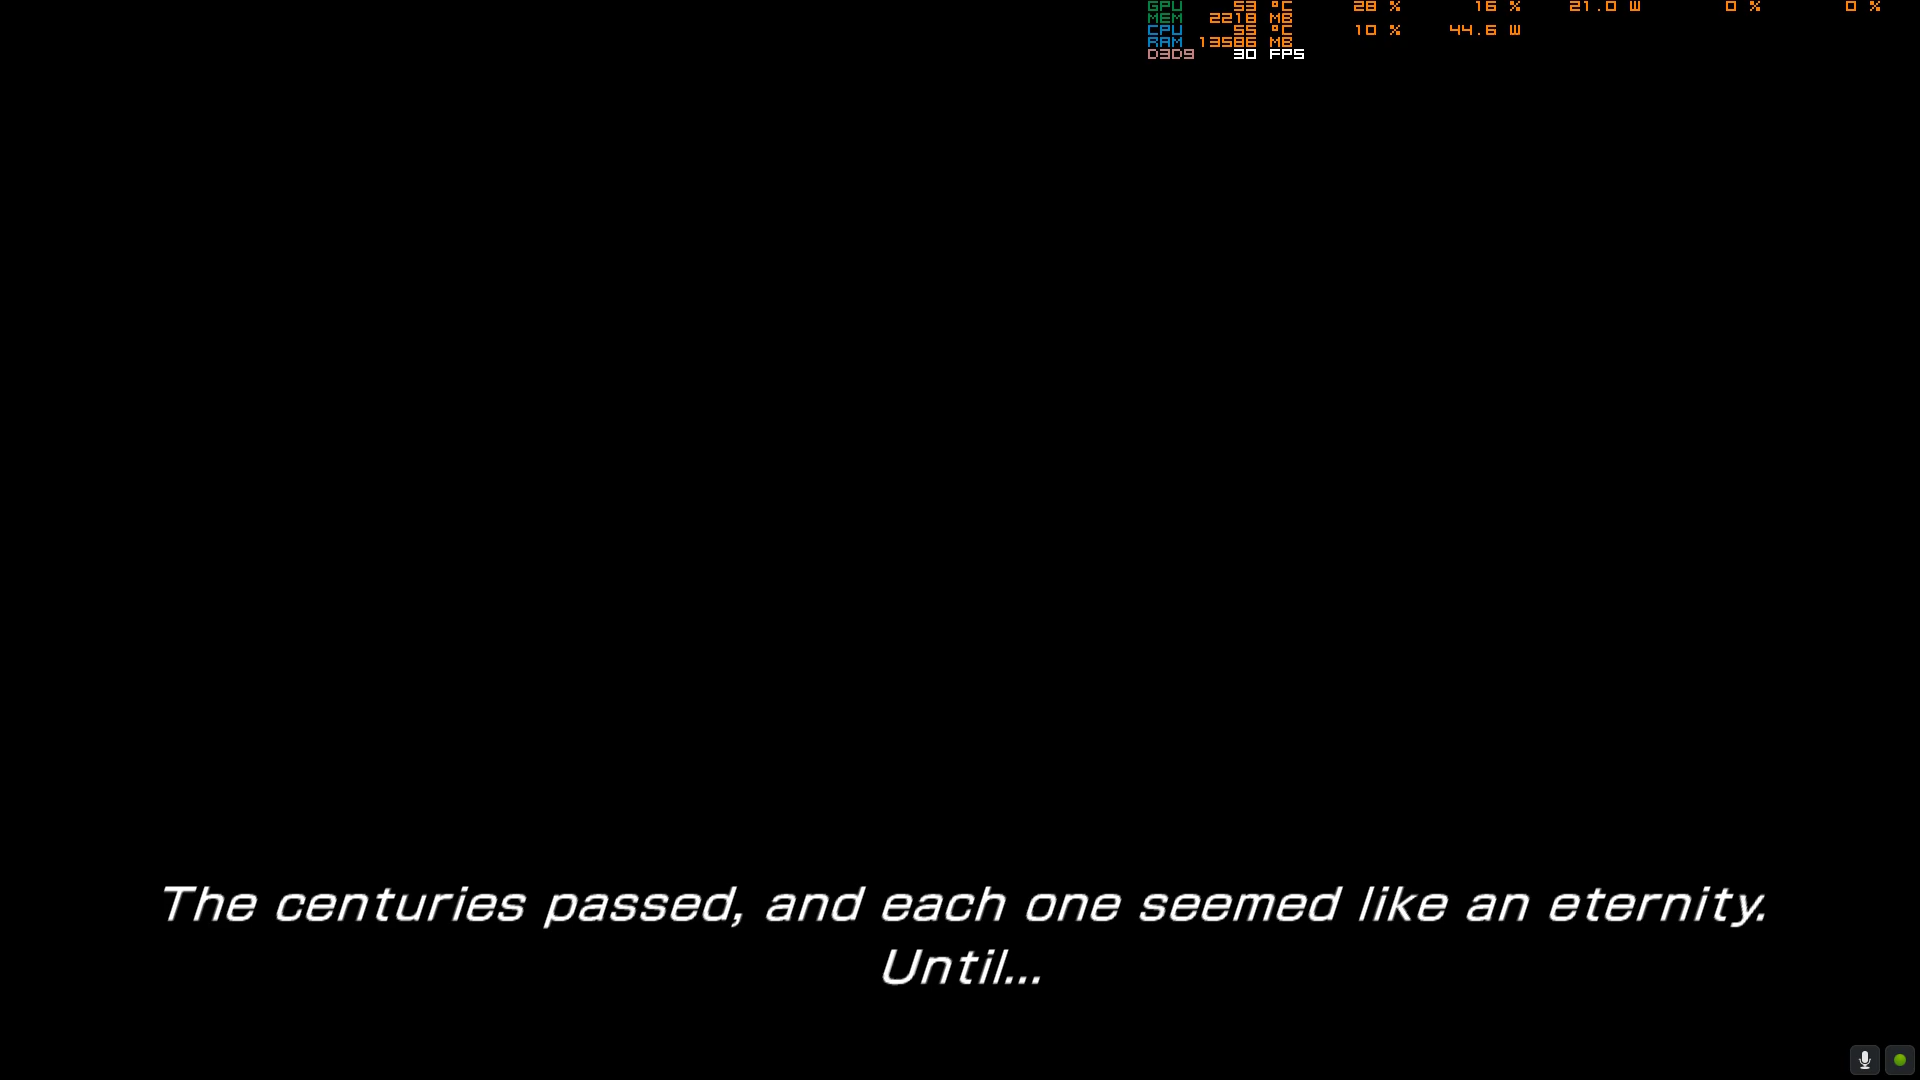 GPU 53 °C 28 % 16 % 21.0 W 0 % 0 %
MEM 2218 MB
CPU 55 °C 10 % 44.6 W
RAM 13586 MB
D3D9 30 FPS
The centuries passed, and each one seemed like an eternity.
Until...